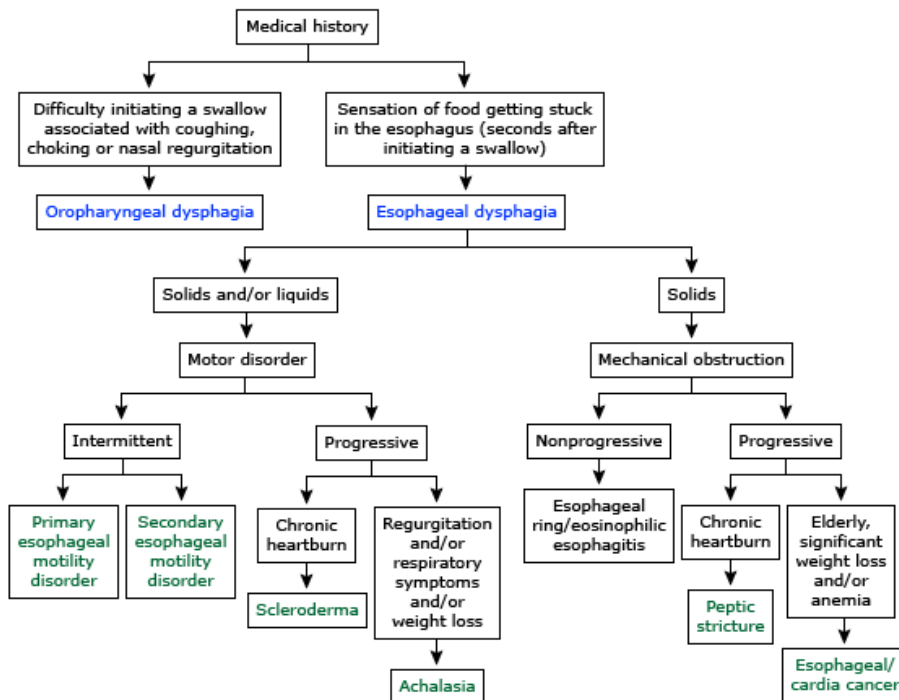 Medical history
Difficulty initiating a swallow
associated with coughing,
choking or nasal regurgitation
Sensation of food getting stuck
in the esophagus (seconds after
initiating a swallow)
Oropharyngeal dysphagia
Esophageal dysphagia
Solids and/or liquids
Solids
Motor disorder
Mechanical obstruction
Intermittent
Progressive
Nonprogressive
Progressive
Primary
esophageal
motility
disorder
Secondary
esophageal
motility
disorder
Chronic
heartburn
Regurgitation
and/or
respiratory
symptoms
and/or
weight loss
Esophageal
ring/eosinophilic
esophagitis
Chronic
heartburn
Elderly,
significant
weight loss
and/or
anemia
Scleroderma
Peptic
stricture
Achalasia
Esophageal/
cardia cancer